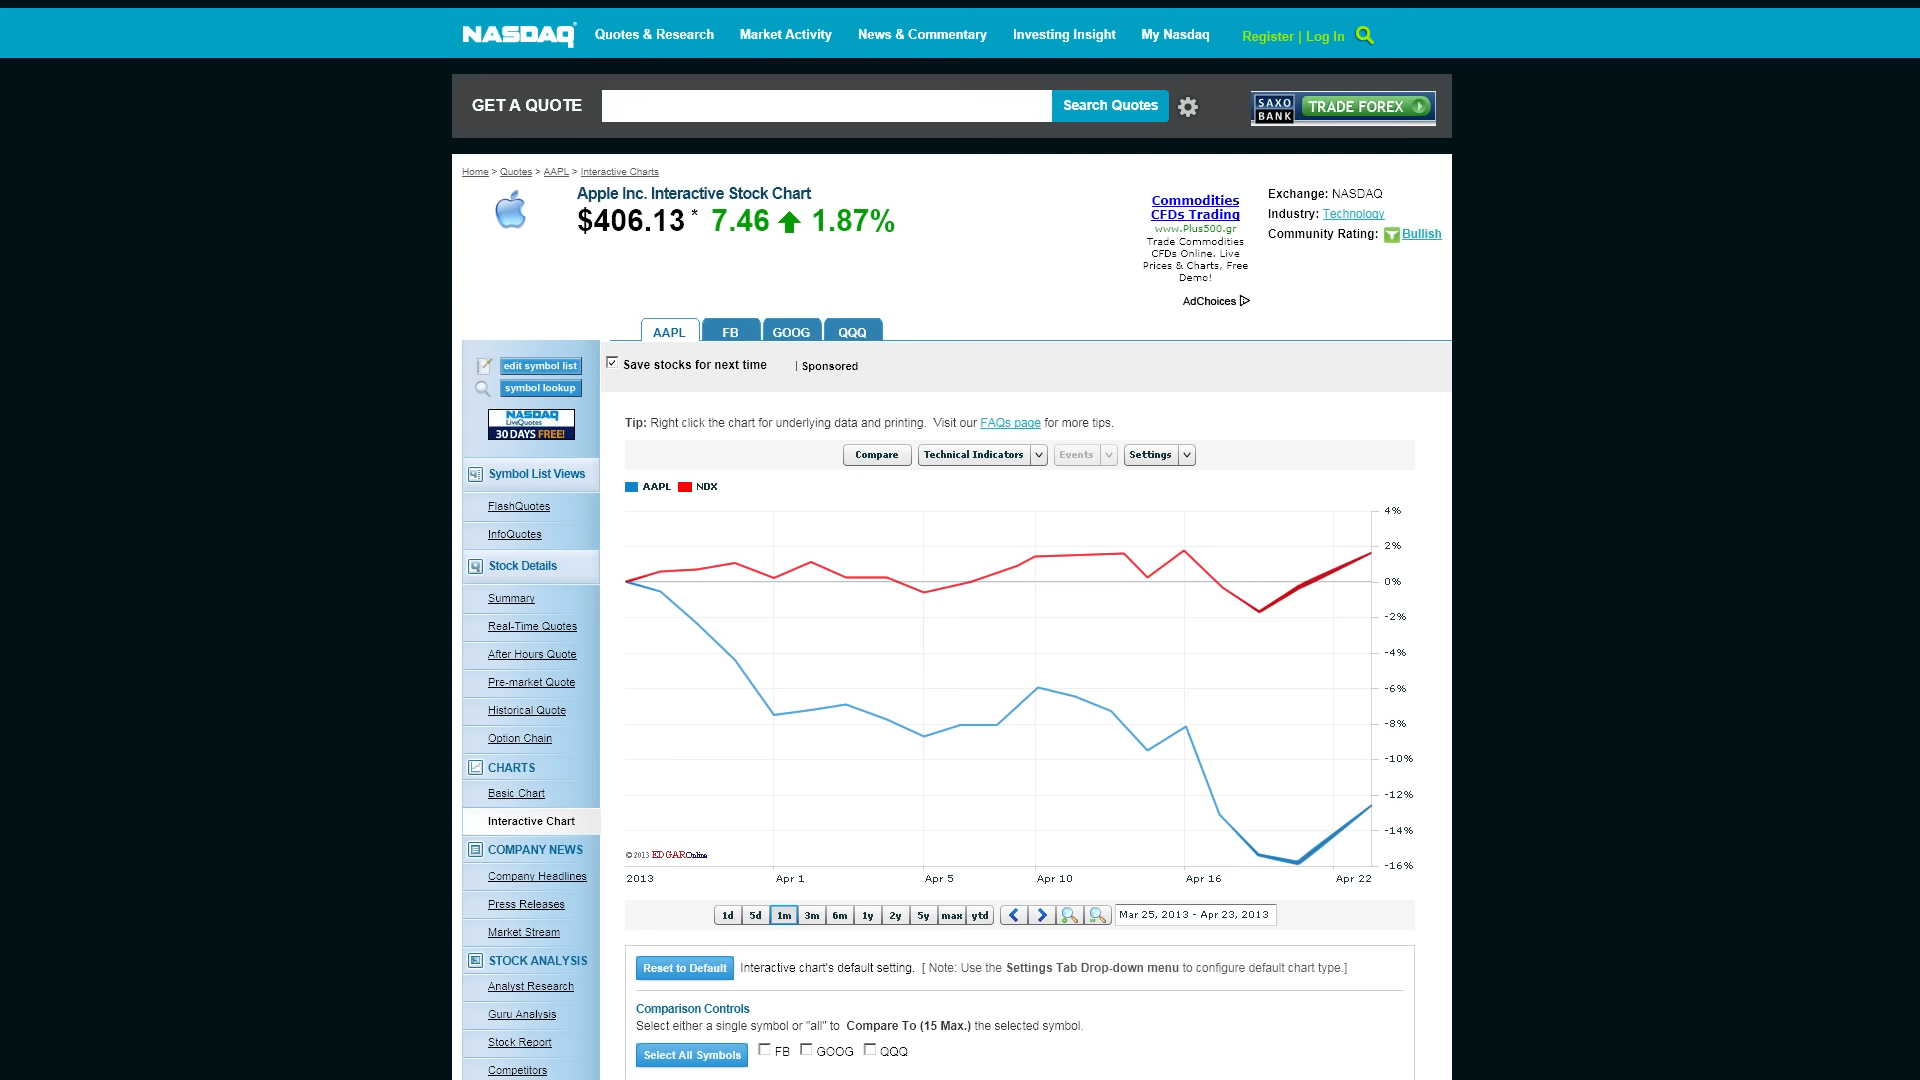 NASDAQ Quotes & Research Market Activity News & Commentary Investing Insight My Nasdaq Register | Log In
GET A QUOTE Search Quotes SAXO BANK TRADE FOREX
Home > Quotes > AAPL > Interactive Charts
Apple Inc. Interactive Stock Chart
$406.13 * 7.46 1.87%
Commodities
CFDs Trading
www.Plus500.gr
Trade Commodities
CFDs Online. Live
Prices & Charts, Free
Demo!
AdChoices
Exchange: NASDAQ
Industry: Technology
Community Rating: Bullish
AAPL FB GOOG QQQ
edit symbol list
symbol lookup
NASDAQ
LiveQuotes
30 DAYS FREE!
Symbol List Views
FlashQuotes
InfoQuotes
Stock Details
Summary
Real-Time Quotes
After Hours Quote
Pre-market Quote
Historical Quote
Option Chain
CHARTS
Basic Chart
Interactive Chart
COMPANY NEWS
Company Headlines
Press Releases
Market Stream
STOCK ANALYSIS
Analyst Research
Guru Analysis
Stock Report
Competitors
Save stocks for next time | Sponsored
Tip: Right click the chart for underlying data and printing. Visit our FAQs page for more tips.
Compare Technical Indicators Events Settings
AAPL NDX
4%
2%
0%
-2%
-4%
-6%
-8%
-10%
-12%
-14%
-16%
© 2013 EDGAROnline
2013 Apr 1 Apr 5 Apr 10 Apr 16 Apr 22
1d 5d 1m 3m 6m 1y 2y 5y max ytd Mar 25, 2013 - Apr 23, 2013
Reset to Default Interactive chart's default setting. [ Note: Use the Settings Tab Drop-down menu to configure default chart type.]
Comparison Controls
Select either a single symbol or "all" to Compare To (15 Max.) the selected symbol.
Select All Symbols FB GOOG QQQ